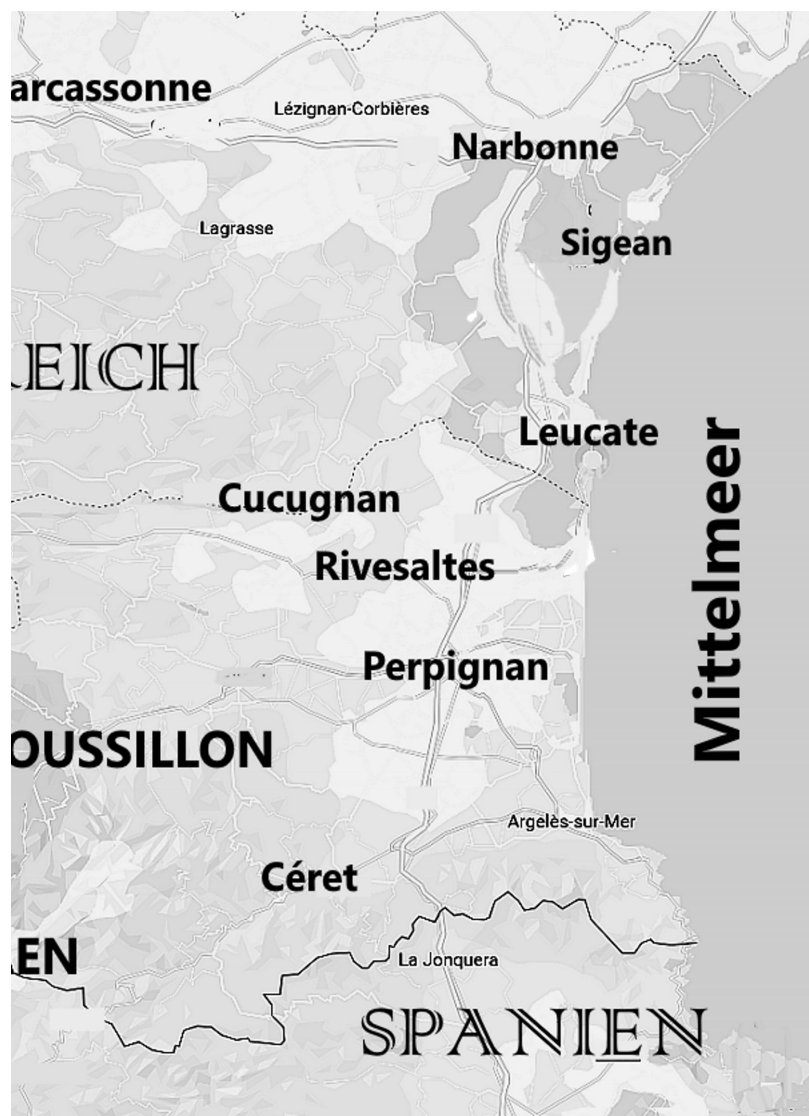 arcassonne
Lézignan-Corbières
Narbonne
Lagrasse
Sigean
REICH
Leucate
Cucugnan
Rivesaltes
Perpignan
Mittelmeer
OUSSILLON
Argelès-sur-Mer
Céret
EN
La Jonquera
SPANIEN